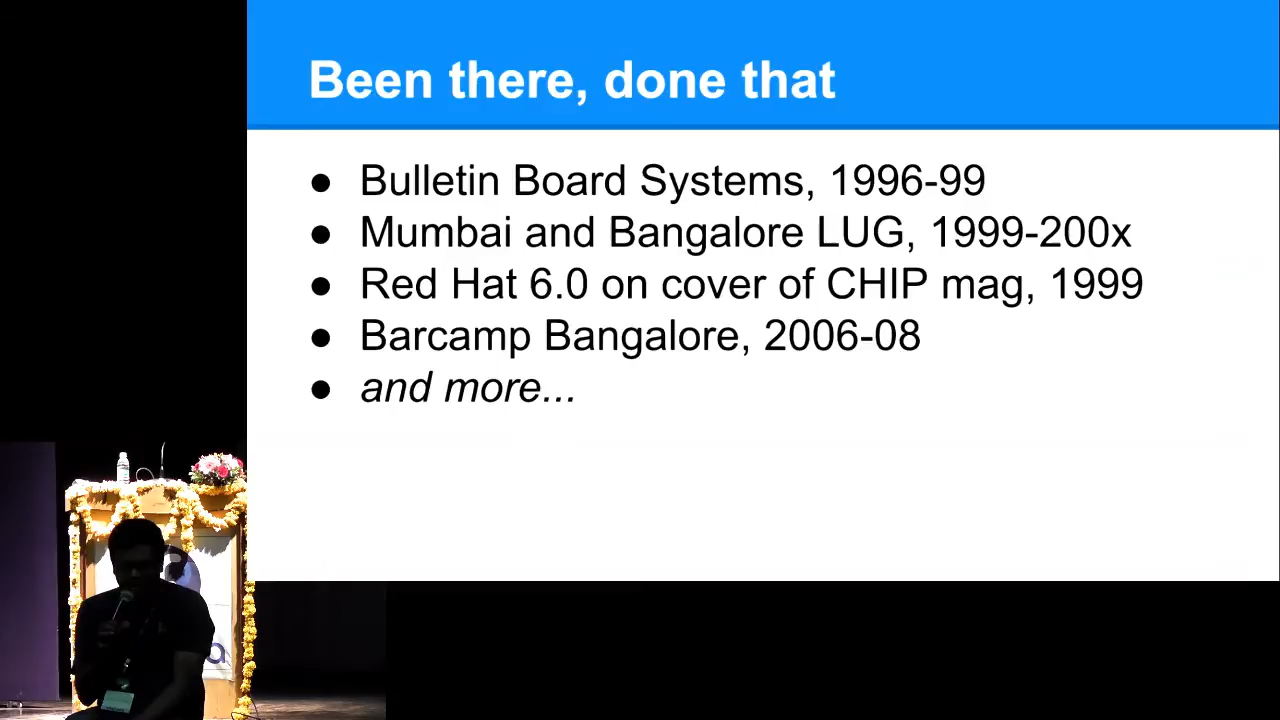 Been there, done that
● Bulletin Board Systems, 1996-99
● Mumbai and Bangalore LUG, 1999-200x
● Red Hat 6.0 on cover of CHIP mag, 1999
● Barcamp Bangalore, 2006-08
● and more...